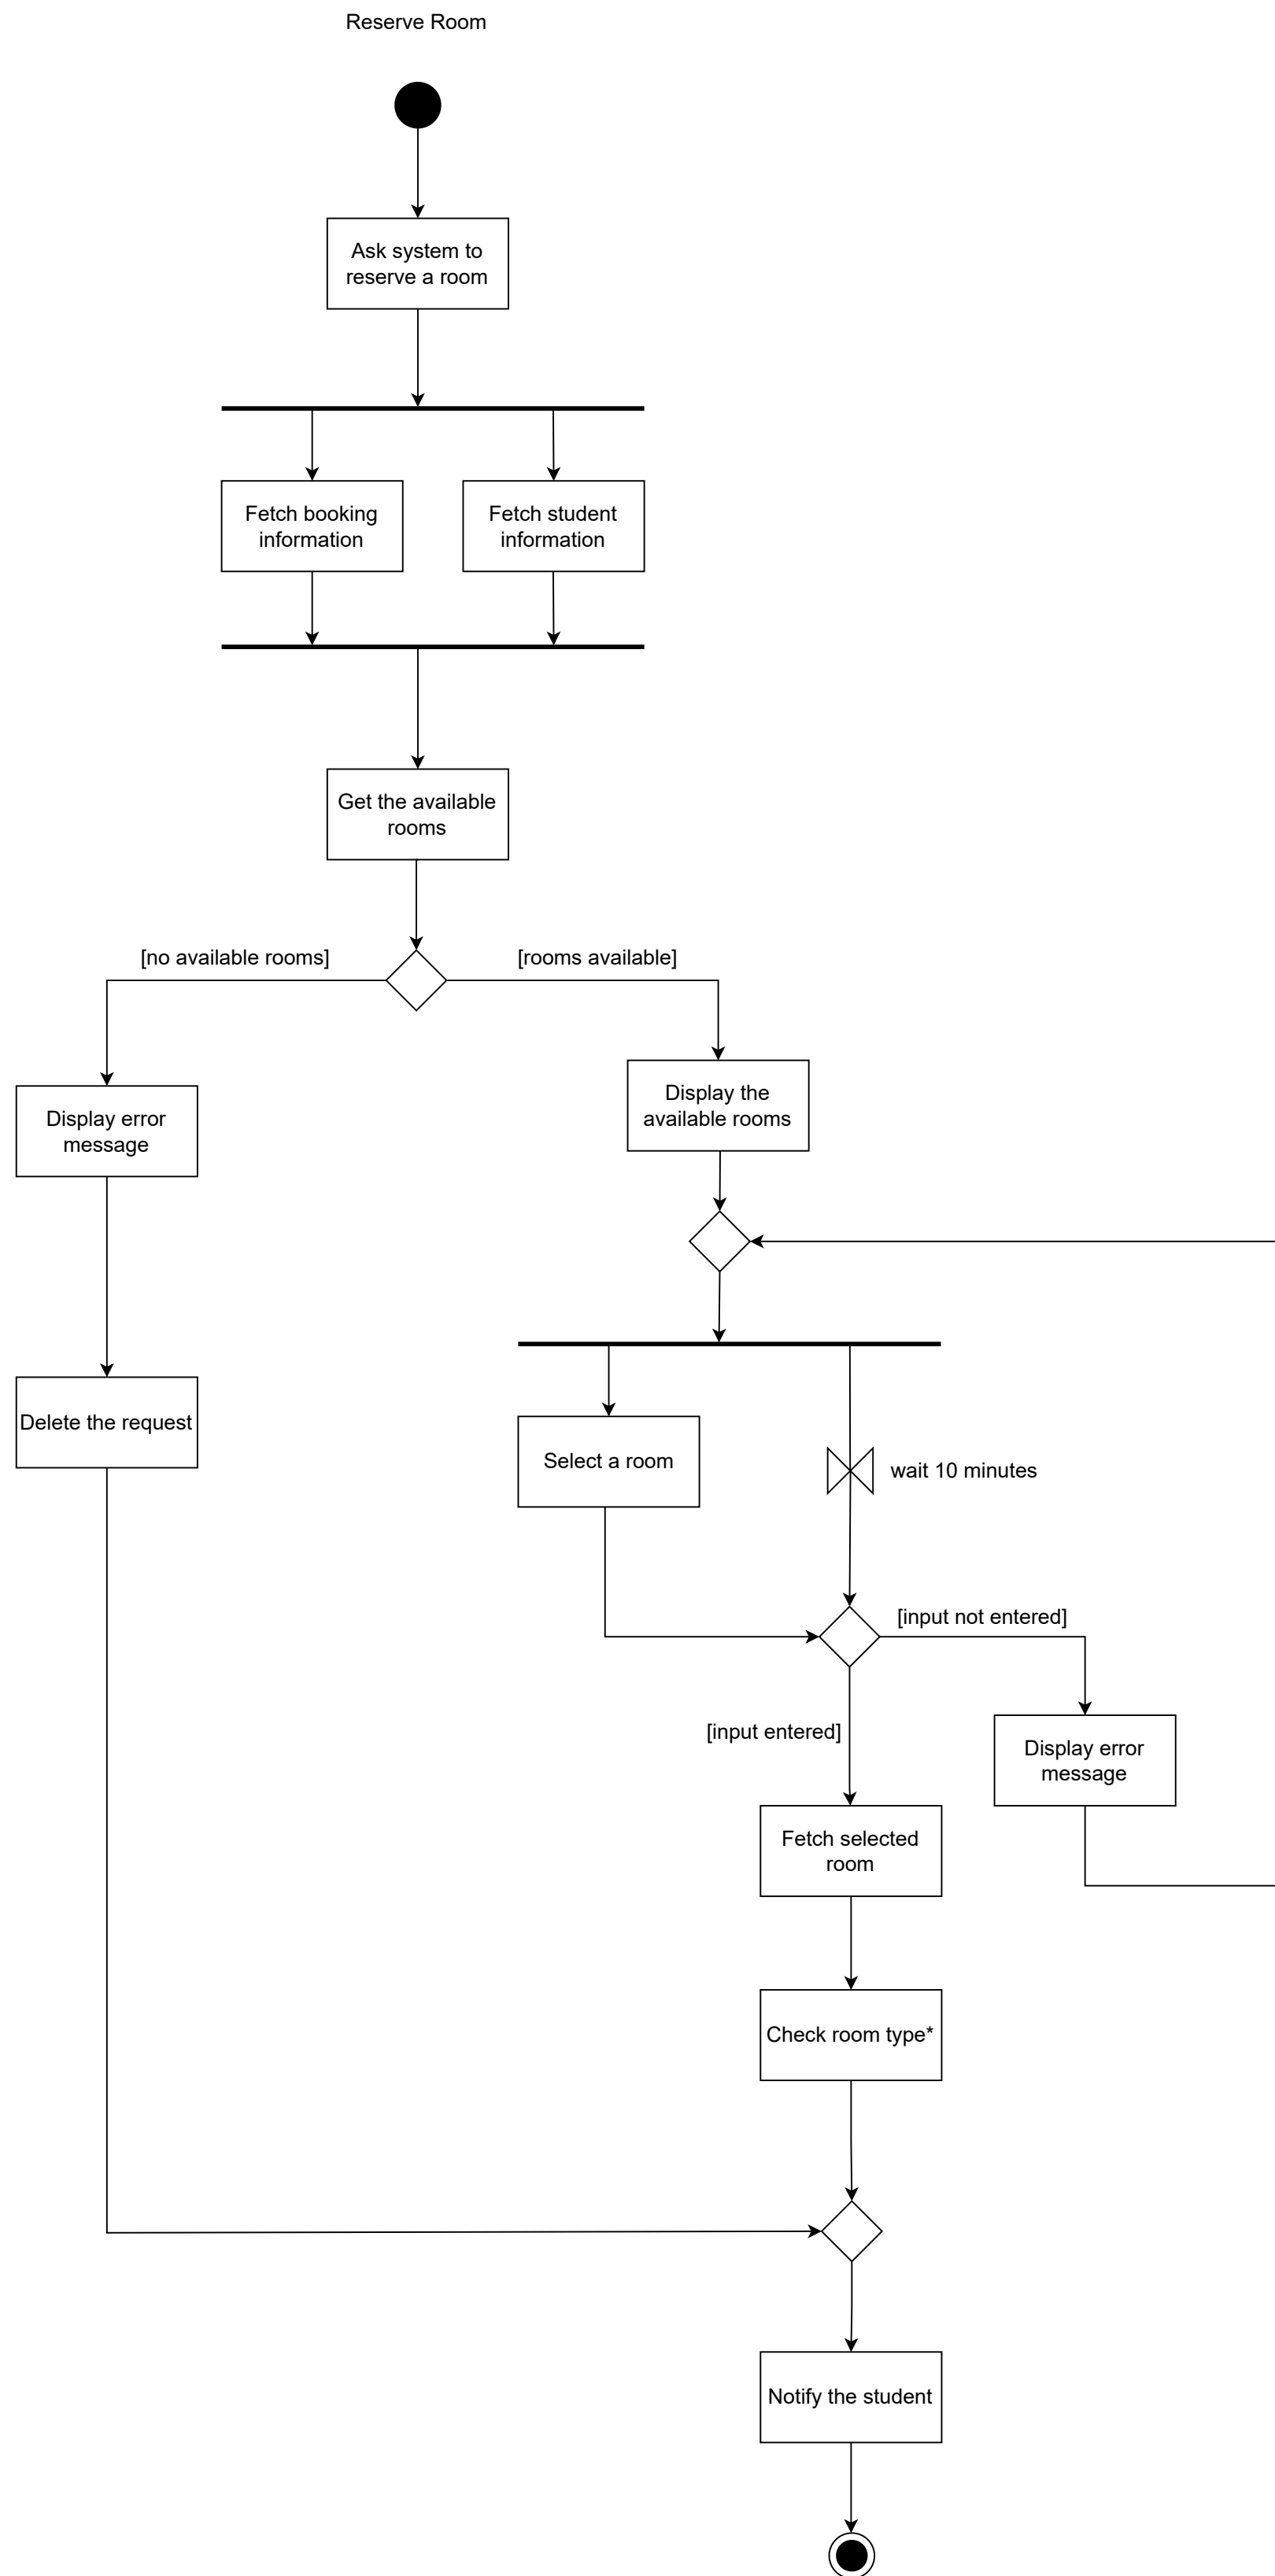 Reserve Room
Ask system to
reserve a room
Fetch booking
information
Fetch student
information
Get the available
rooms
[no available rooms]
[rooms available]
Display the
available rooms
Display error
message
Delete the request
Select a room
wait 10 minutes
[input not entered]
[input entered]
Display error
message
Fetch selected
room
Check room type*
Notify the student